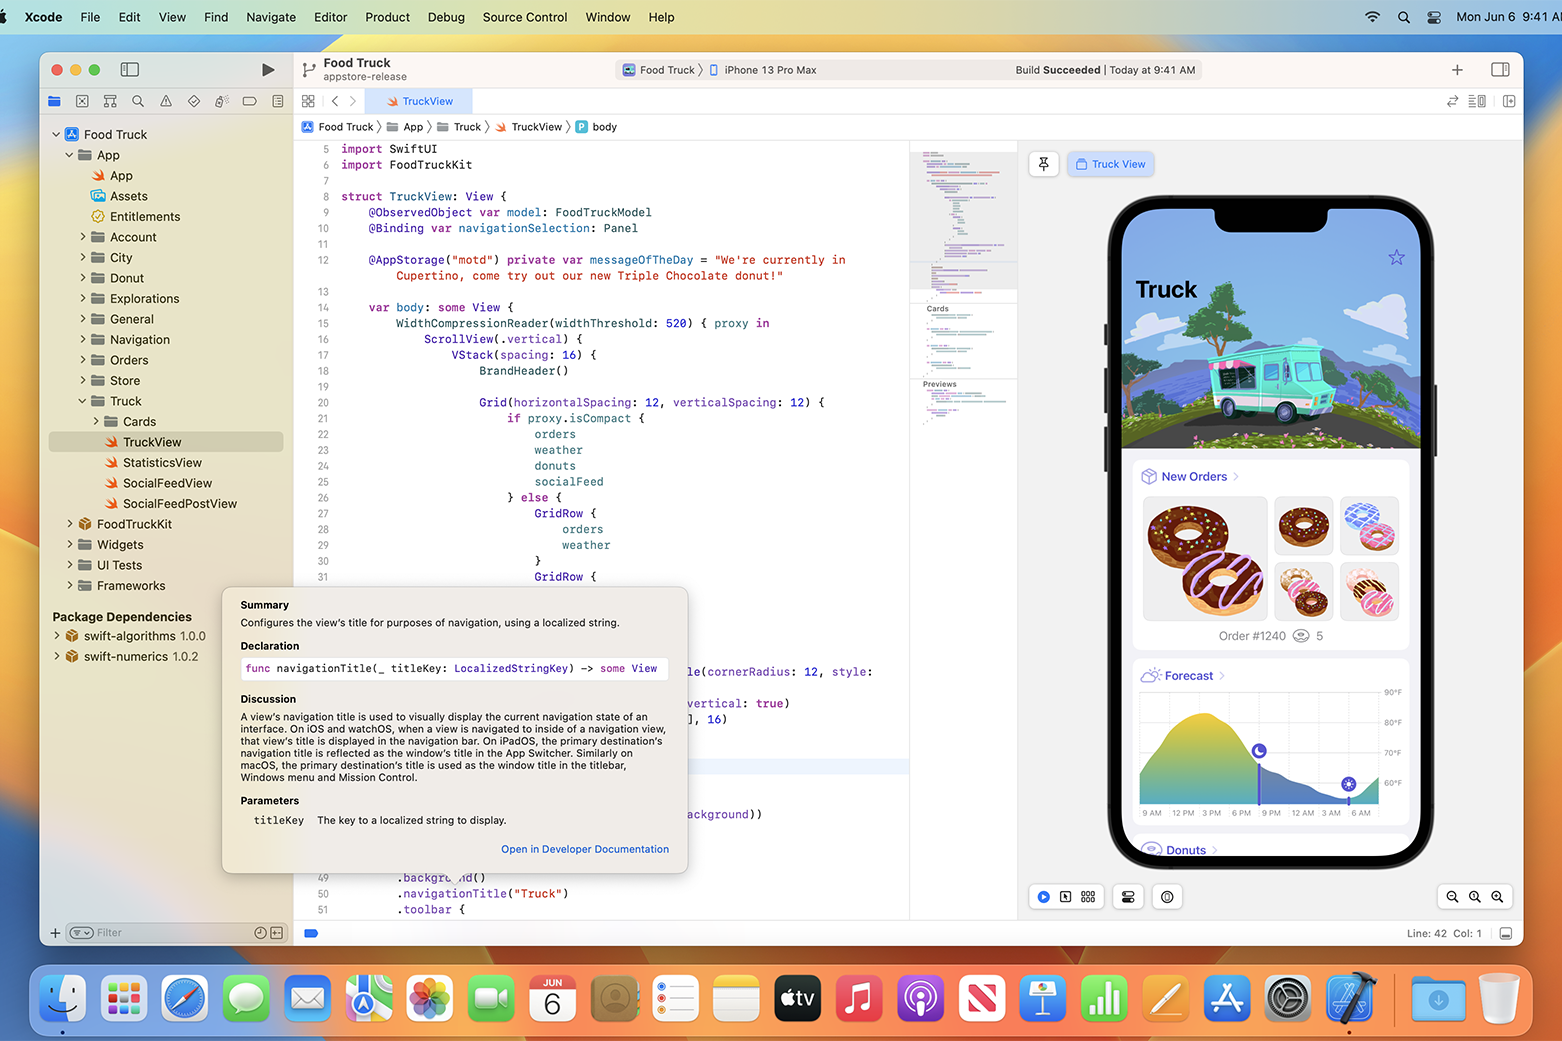 Xcode File Edit View Find Navigate Editor Product Debug Source Control Window Help
Mon Jun 6 9:41 A
Food Truck
appstore-release
Food Truck iPhone 13 Pro Max
Build Succeeded | Today at 9:41 AM
TruckView
Food Truck App Truck TruckView P body
Food Truck
App
App
Assets
Entitlements
Account
City
Donut
Explorations
General
Navigation
Orders
Store
Truck
Cards
TruckView
StatisticsView
SocialFeedView
SocialFeedPostView
FoodTruckKit
Widgets
UI Tests
Frameworks
Package Dependencies
swift-algorithms 1.0.0
swift-numerics 1.0.2
Filter
5 import SwiftUI
6 import FoodTruckKit
7
8 struct TruckView: View {
9 @ObservedObject var model: FoodTruckModel
10 @Binding var navigationSelection: Panel
11
12 @AppStorage("motd") private var messageOfTheDay = "We're currently in
Cupertino, come try out our new Triple Chocolate donut!"
13
14 var body: some View {
15 WidthCompressionReader(widthThreshold: 520) { proxy in
16 ScrollView(.vertical) {
17 VStack(spacing: 16) {
18 BrandHeader()
19
20 Grid(horizontalSpacing: 12, verticalSpacing: 12) {
21 if proxy.isCompact {
22 orders
23 weather
24 donuts
25 socialFeed
26 } else {
27 GridRow {
28 orders
29 weather
30 }
31 GridRow {
le(cornerRadius: 12, style:
vertical: true)
], 16)
ackground))
49 .background()
50 .navigationTitle("Truck")
51 .toolbar {
Summary
Configures the view's title for purposes of navigation, using a localized string.
Declaration
func navigationTitle(_ titleKey: LocalizedStringKey) -> some View
Discussion
A view's navigation title is used to visually display the current navigation state of an
interface. On iOS and watchOS, when a view is navigated to inside of a navigation view,
that view's title is displayed in the navigation bar. On iPadOS, the primary destination's
navigation title is reflected as the window's title in the App Switcher. Similarly on
macOS, the primary destination's title is used as the window title in the titlebar,
Windows menu and Mission Control.
Parameters
titleKey The key to a localized string to display.
Open in Developer Documentation
Cards
Previews
Truck View
Truck
New Orders
Order #1240 5
Forecast
90°F
80°F
70°F
60°F
9 AM 12 PM 3 PM 6 PM 9 PM 12 AM 3 AM 6 AM
Donuts
Line: 42 Col: 1
JUN
6
tv